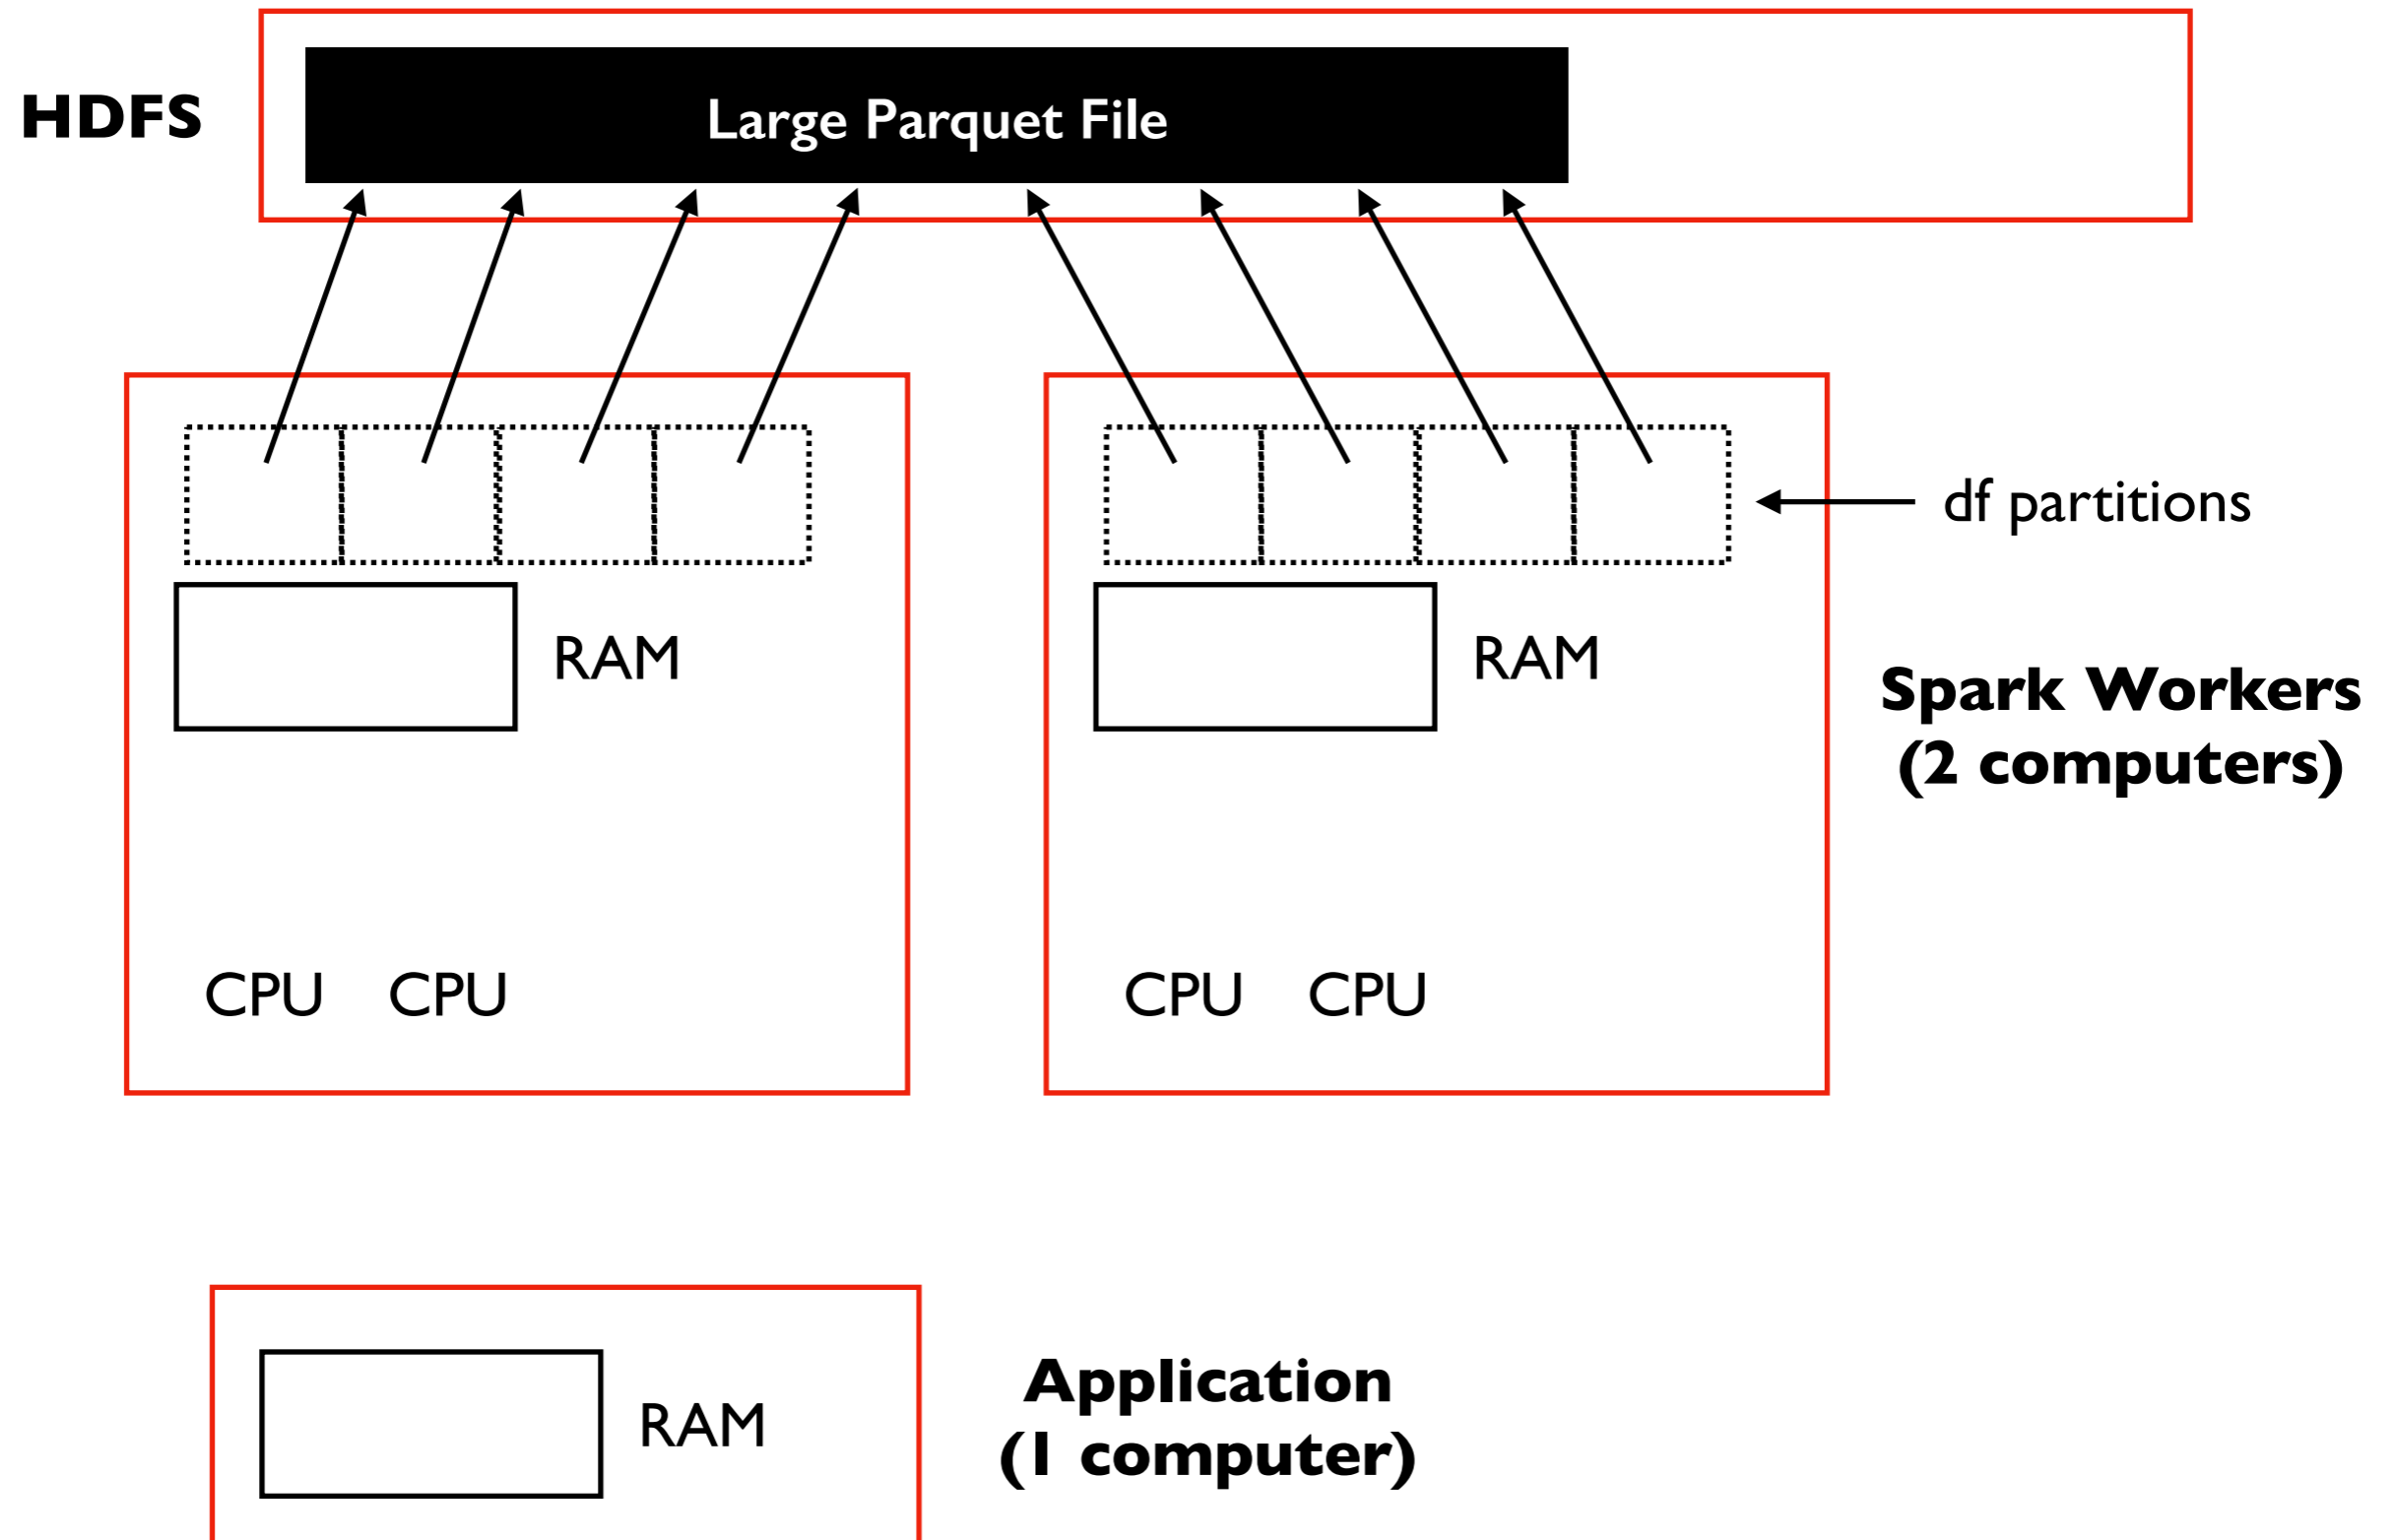 HDFS
Large Parquet File
df partitions
RAM
RAM
Spark Workers
(2 computers)
CPU CPU
CPU CPU
Application
(1 computer)
RAM